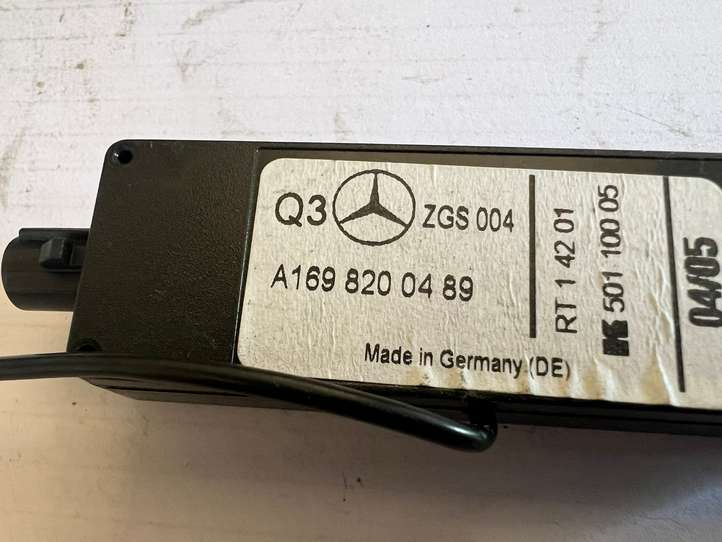 Q3 ZGS 004
A169 820 04 89
Made in Germany (DE)
RT 1 42 01
501 100 05
04/05